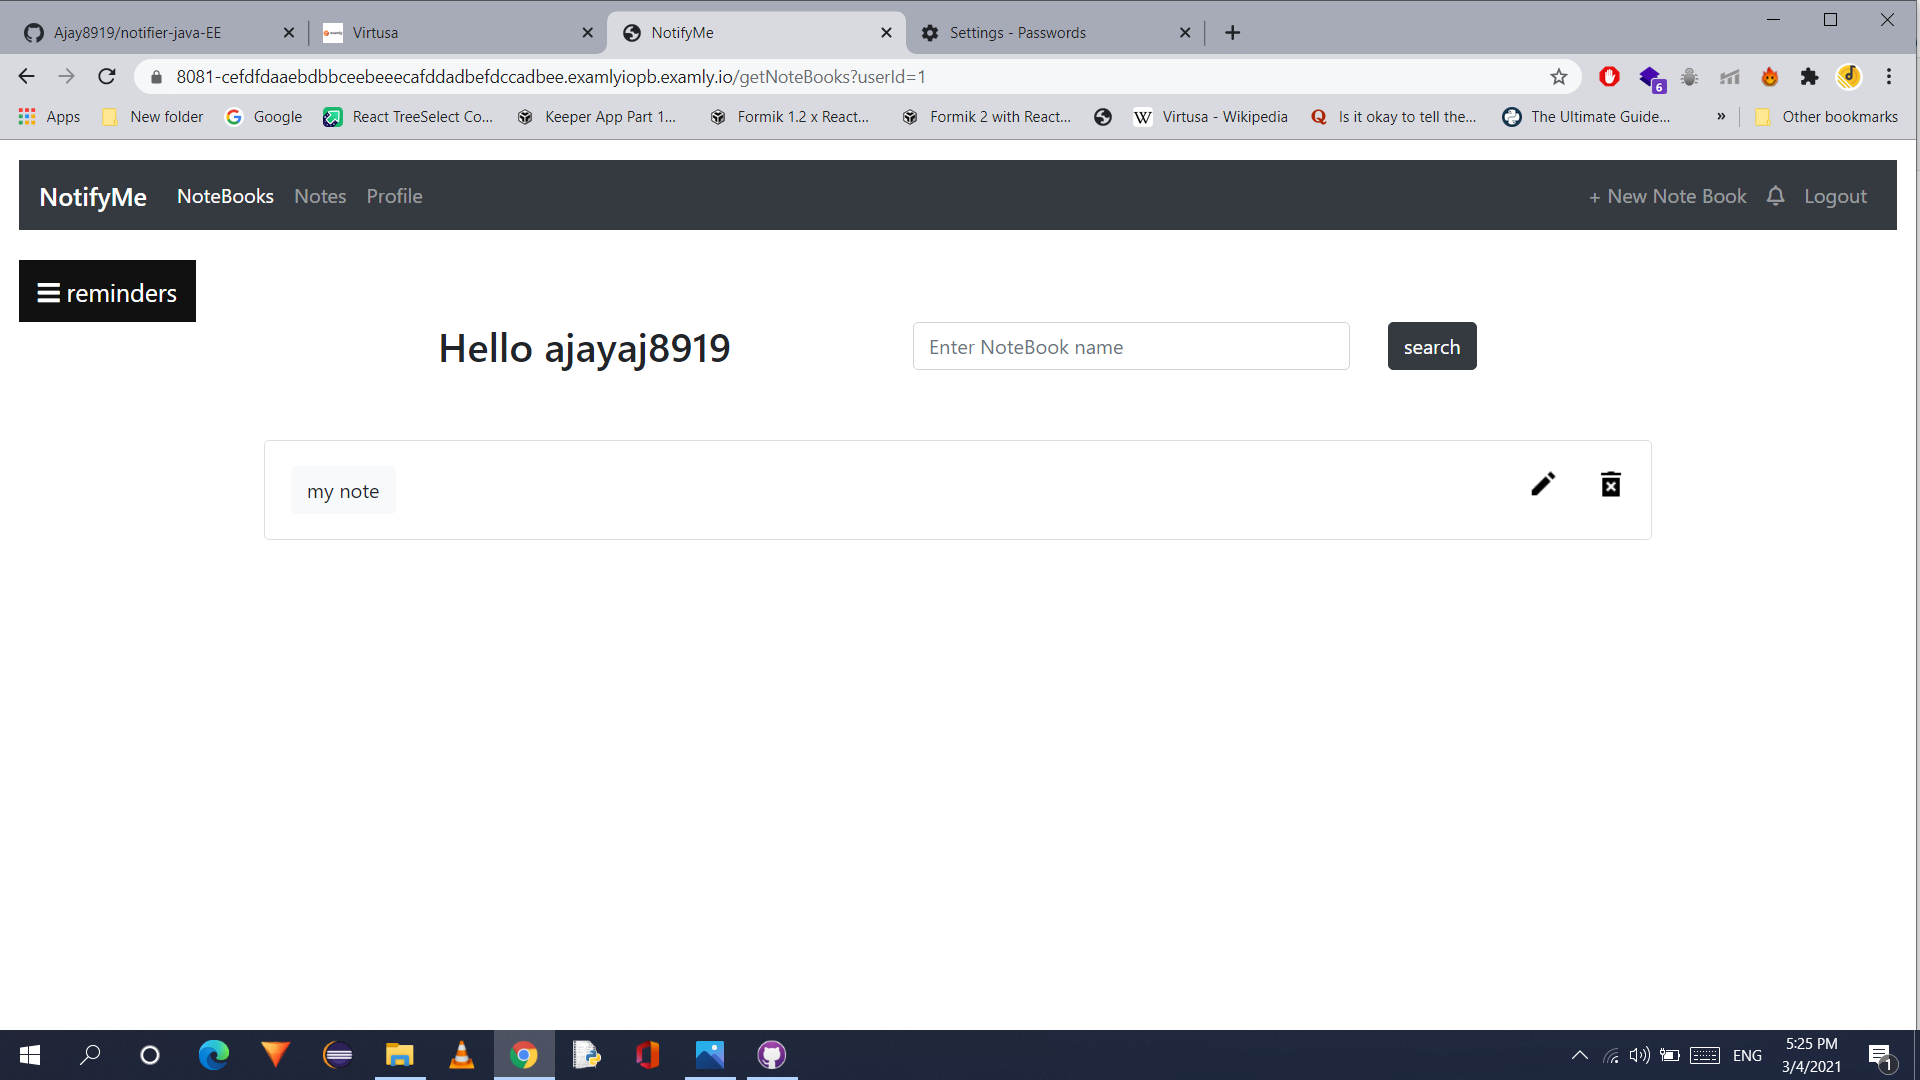 Ajay8919/notifier-java-EE
Virtusa
NotifyMe
Settings - Passwords
8081-cefdfdaaebdbbceebeeecafddadbefdccadbee.examlyiopb.examly.io/getNoteBooks?userId=1
6
Apps
New folder
Google
React TreeSelect Co...
Keeper App Part 1...
Formik 1.2 x React...
Formik 2 with React...
W
Virtusa - Wikipedia
Is it okay to tell the...
The Ultimate Guide...
»
Other bookmarks
NotifyMe
NoteBooks
Notes
Profile
+ New Note Book
Logout
reminders
Hello ajayaj8919
Enter NoteBook name
search
my note
ENG
5:25 PM
3/4/2021
1